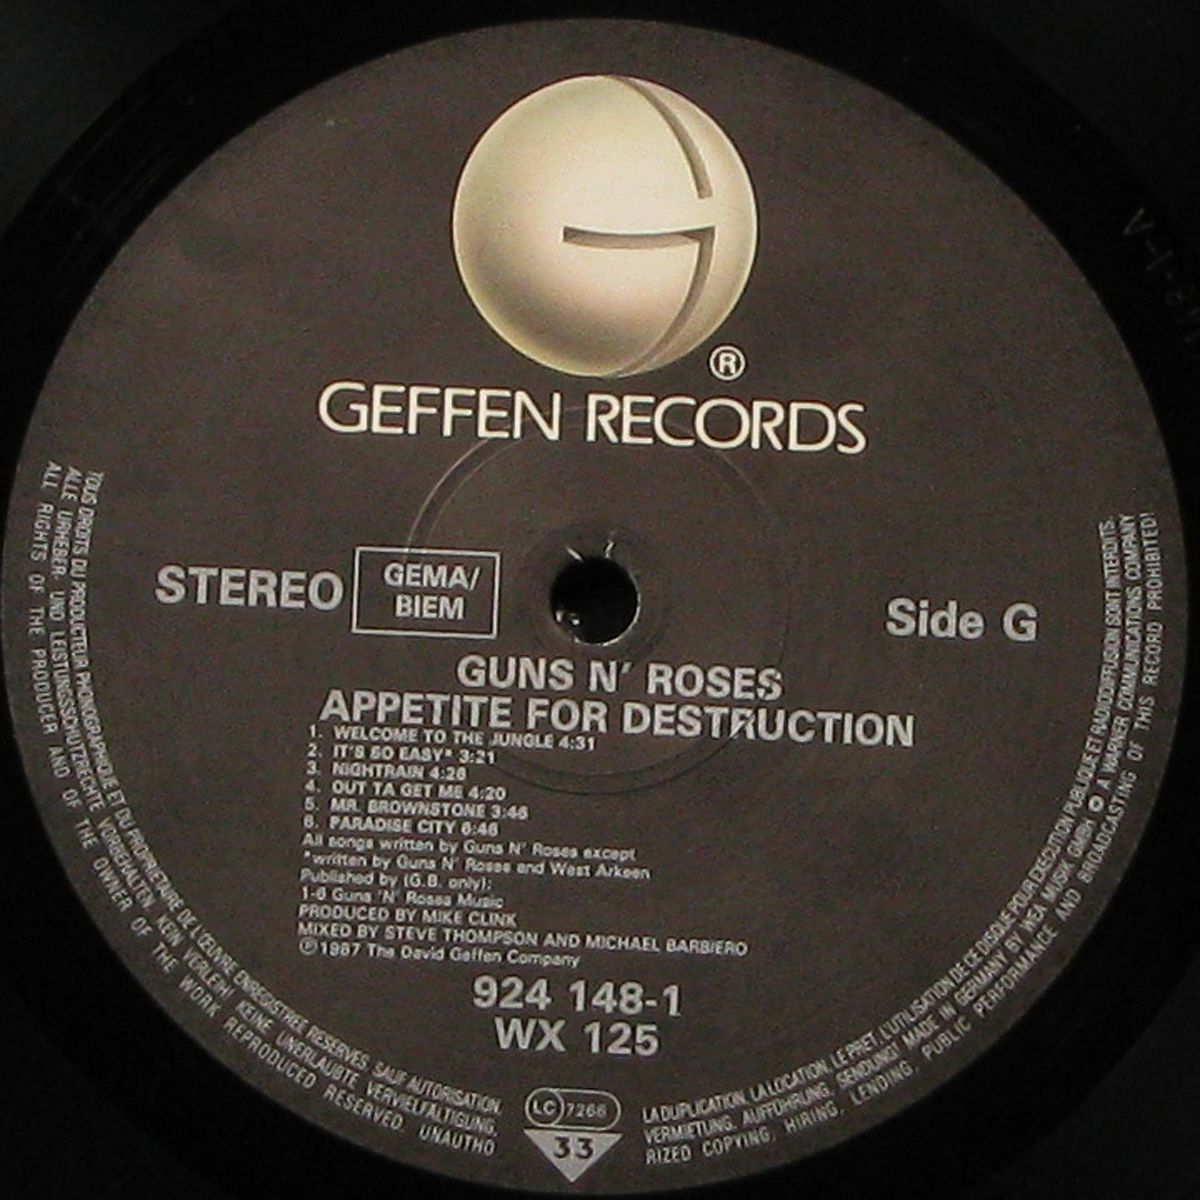 ®
GEFFEN RECORDS
STEREO
GEMA/
BIEM
Side G
GUNS N' ROSES
APPETITE FOR DESTRUCTION
1. WELCOME TO THE JUNGLE 4:31
2. IT'S SO EASY* 3:21
3. NIGHTRAIN 4:26
4. OUT TA GET ME 4:20
5. MR. BROWNSTONE 3:46
6. PARADISE CITY 6:46
All songs written by Guns N' Roses except
*written by Guns N' Roses and West Arkeen
Published by (G.B. only):
1-6 Guns 'N' Roses Music
PRODUCED BY MIKE CLINK
MIXED BY STEVE THOMPSON AND MICHAEL BARBIERO
℗1987 The David Geffen Company
924 148-1
WX 125
LC 7266
33
TOUS DROITS DU PRODUCTEUR PHONOGRAPHIQUE ET DU PROPRIETAIRE DE L'ŒUVRE ENREGISTREE RESERVES. SAUF AUTORISATION LA DUPLICATION, LA LOCATION, LE PRET, L'UTILISATION DE CE DISQUE POUR EXECUTION PUBLIQUE ET RADIODIFFUSION SONT INTERDITS.
ALLE URHEBER- UND LEISTUNGSSCHUTZRECHTE VORBEHALTEN. KEIN VERLEIH! KEINE UNERLAUBTE VERVIELFÄLTIGUNG, VERMIETUNG, AUFFÜHRUNG, SENDUNG! MADE IN GERMANY BY WEA MUSIK GMBH A WARNER COMMUNICATIONS COMPANY
ALL RIGHTS OF THE PRODUCER AND OF THE OWNER OF THE WORK REPRODUCED RESERVED UNAUTHORIZED COPYING, HIRING, LENDING, PUBLIC PERFORMANCE AND BROADCASTING OF THIS RECORD PROHIBITED!